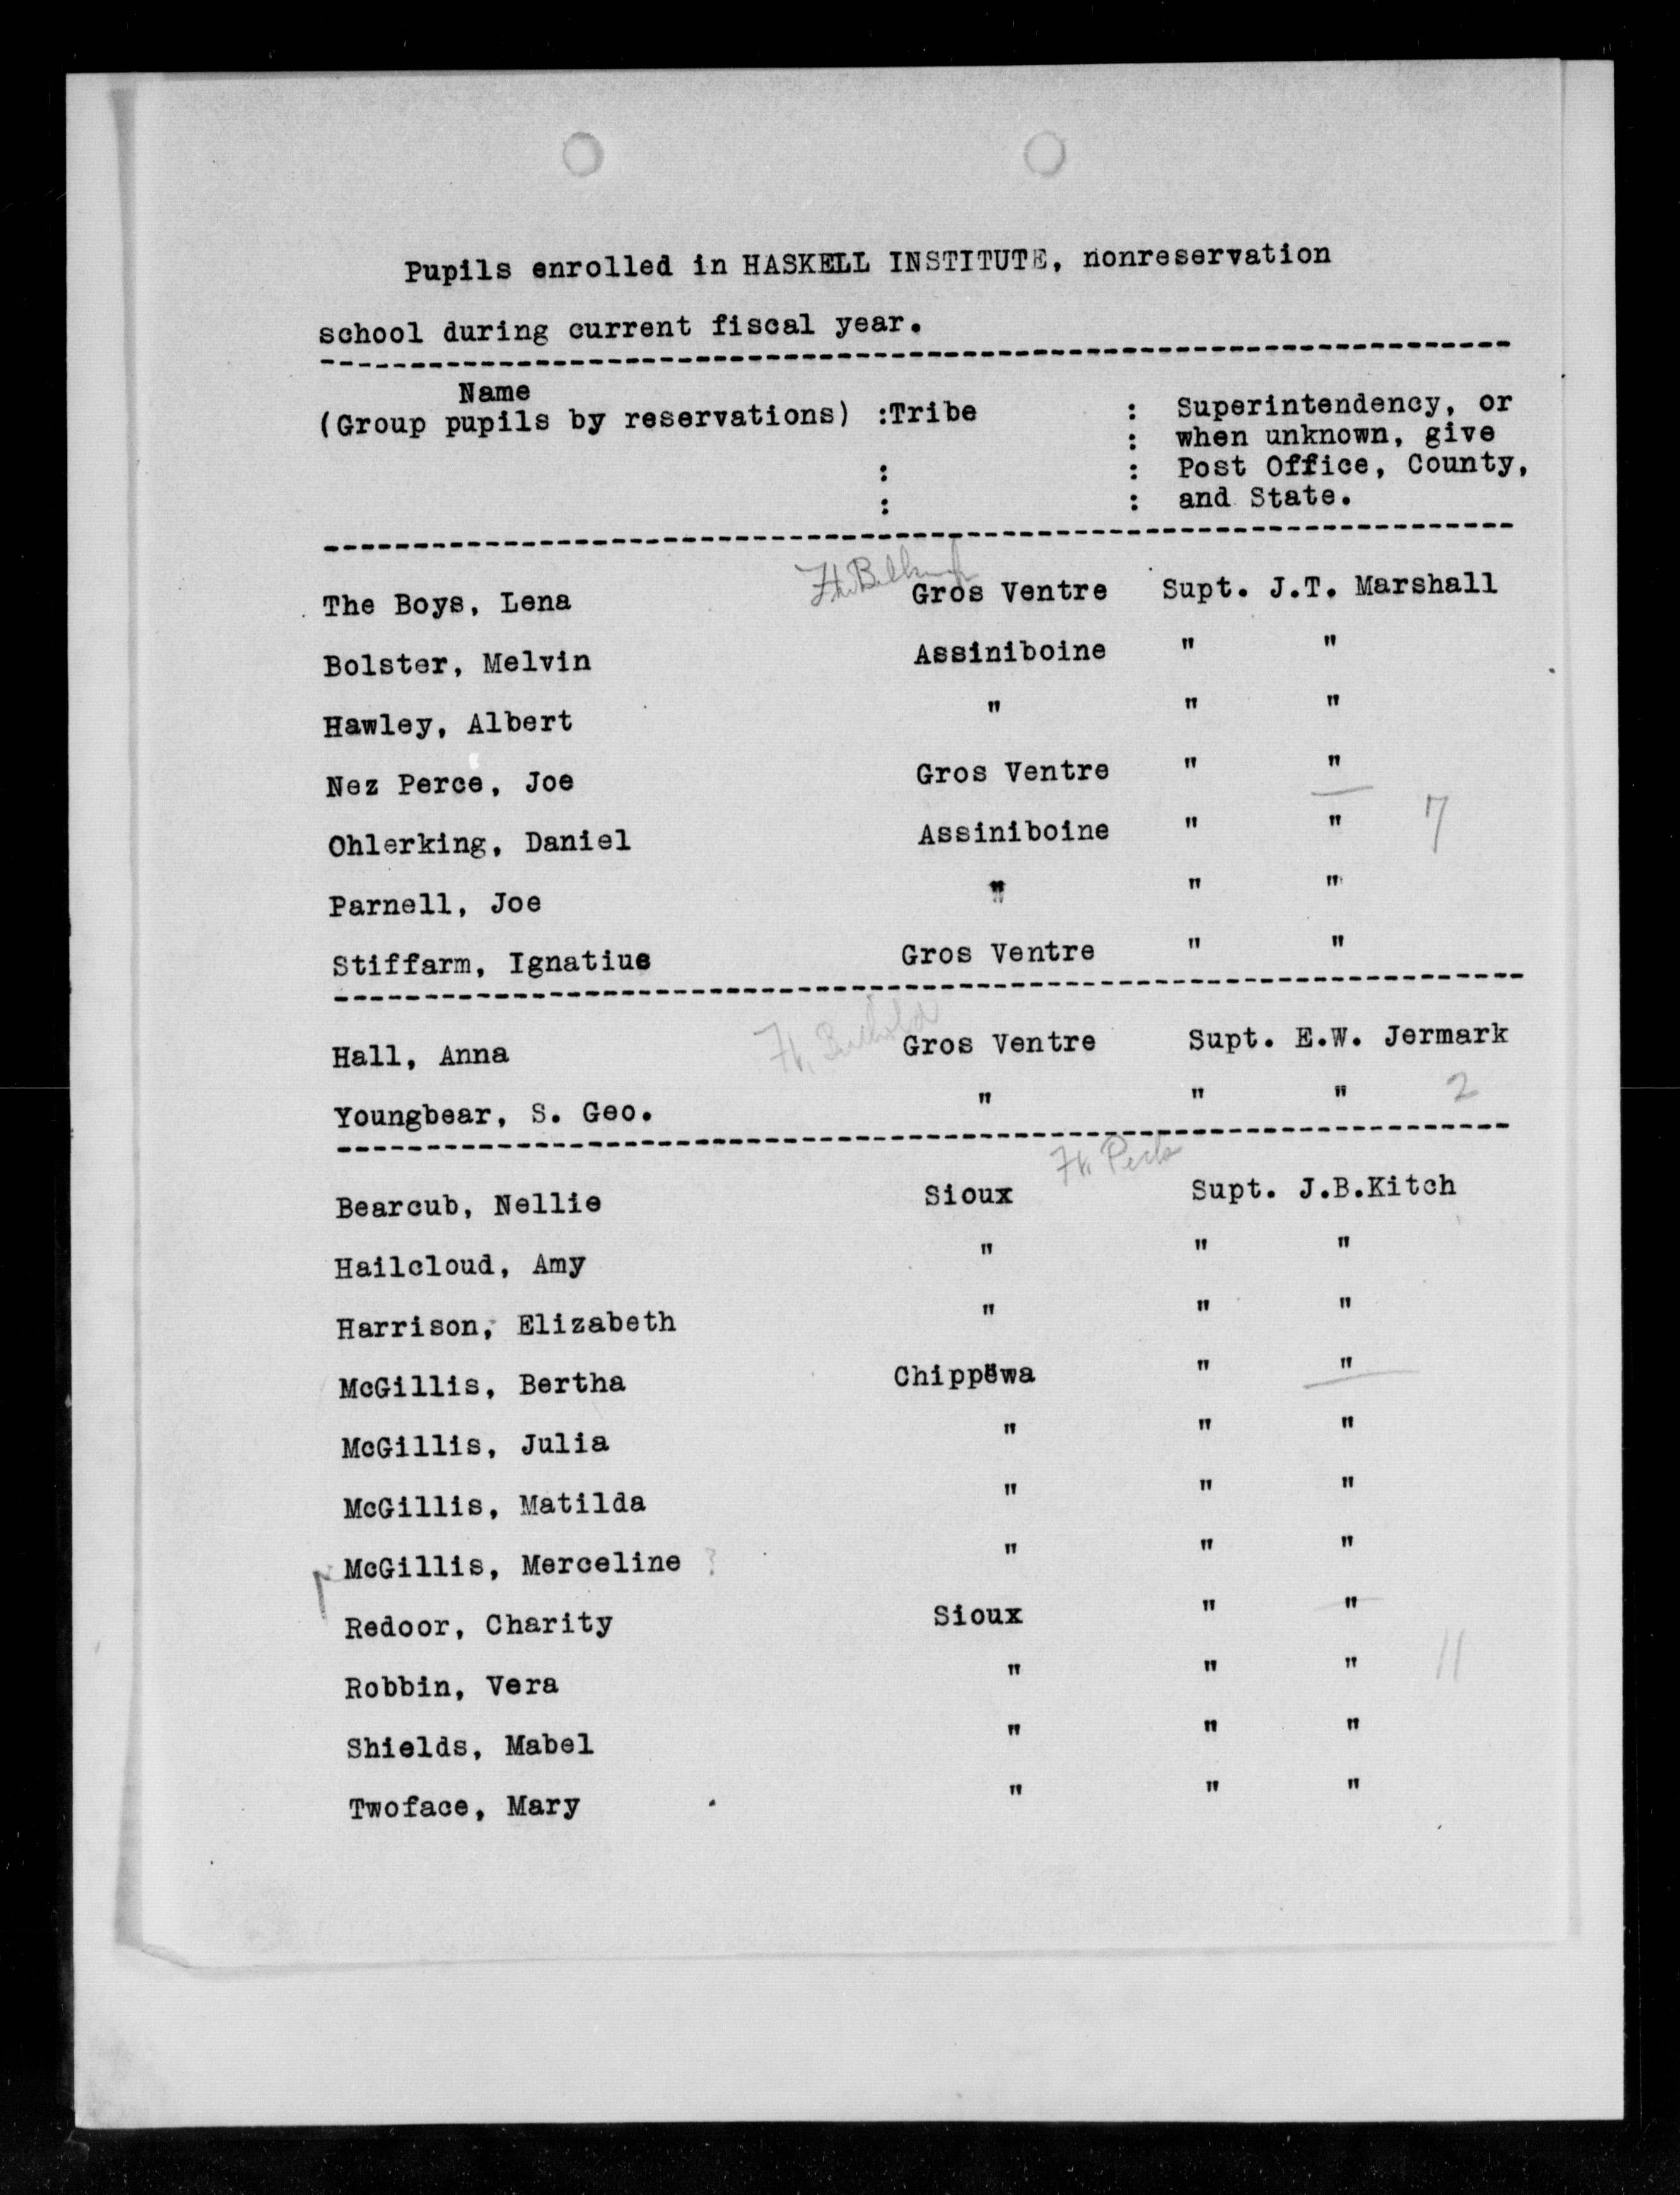 Pupils enrolled in HASKELL INSTITUTE, nonreservation
school during current fiscal year.
Name
(Group pupils by reservations) :Tribe : Superintendency, or
: when unknown, give
: : Post Office, County,
: : and State.
Ft. Belknap
The Boys, Lena Gros Ventre Supt. J.T. Marshall
Bolster, Melvin Assiniboine " "
Hawley, Albert " " "
Nez Perce, Joe Gros Ventre " "
Ohlerking, Daniel Assiniboine " " 7
Parnell, Joe " " "
Stiffarm, Ignatius Gros Ventre " "
Ft. Berthold
Hall, Anna Gros Ventre Supt. E.W. Jermark
Youngbear, S. Geo. " " " 2
Ft. Peck
Bearcub, Nellie Sioux Supt. J.B.Kitch
Hailcloud, Amy " " "
Harrison, Elizabeth " " "
McGillis, Bertha Chippewa " "
McGillis, Julia " " "
McGillis, Matilda " " "
McGillis, Merceline ? " " "
Redoor, Charity Sioux " "
Robbin, Vera " " " 11
Shields, Mabel " " "
Twoface, Mary " " "